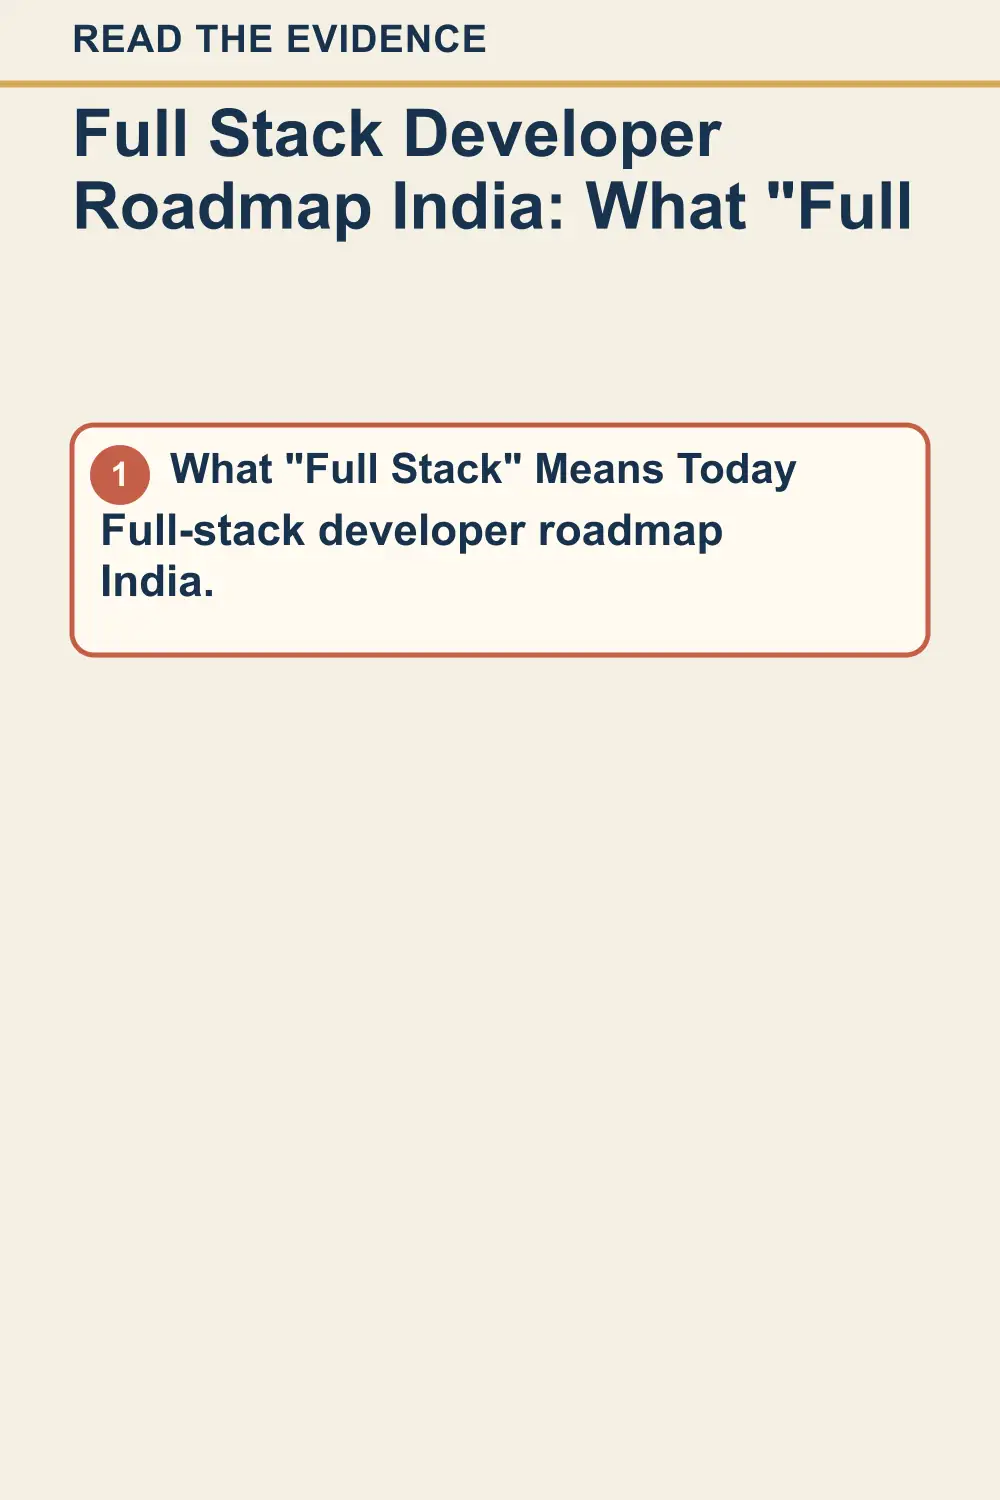 READ THE EVIDENCE
Full Stack Developer
Roadmap India: What "Full
1 What "Full Stack" Means Today
Full-stack developer roadmap
India.